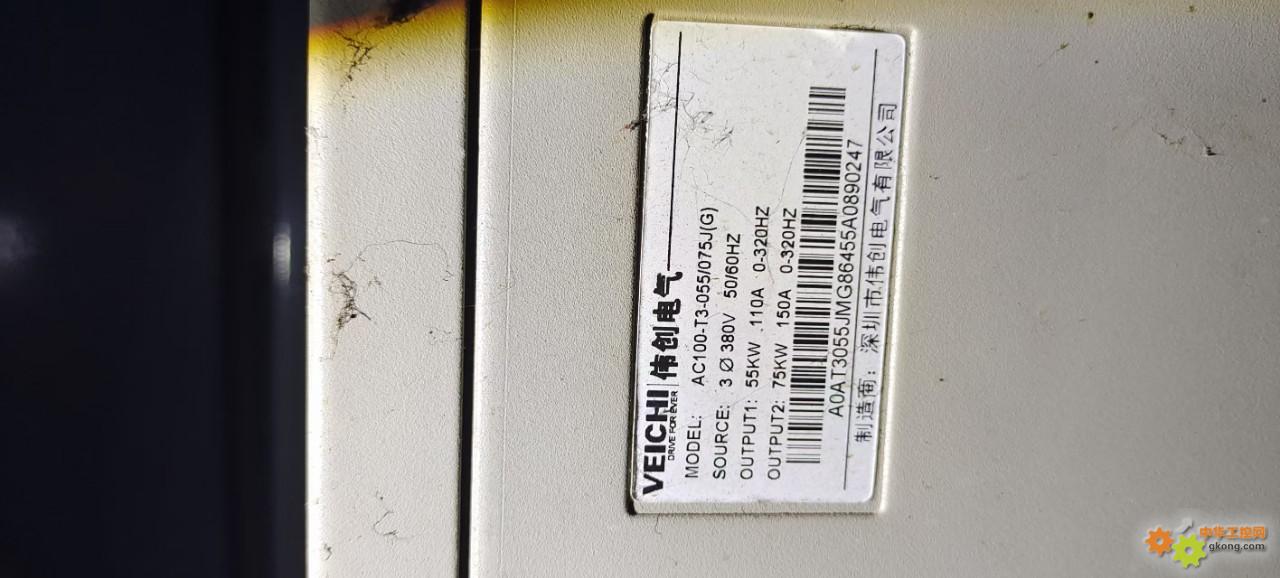 VEICHI 伟创电气
DRIVE FOR EVER
MODEL: AC100-T3-055/075J(G)
SOURCE: 3 Ø 380V 50/60HZ
OUTPUT1: 55KW 110A 0-320HZ
OUTPUT2: 75KW 150A 0-320HZ
A0AT3055JMG86455A0890247
制造商: 深圳市伟创电气有限公司
中华工控网
gkong.com